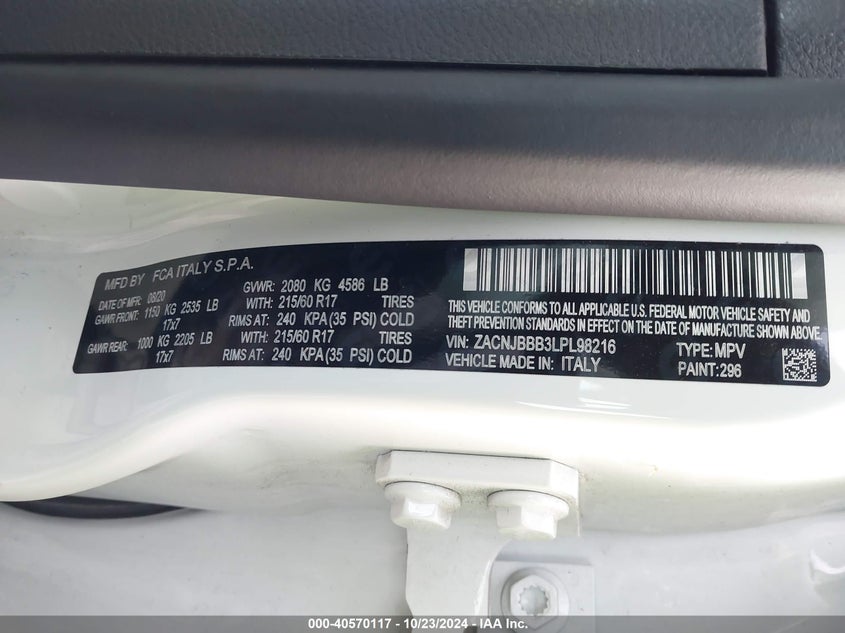 MFD BY FCA ITALY S.P.A.
DATE OF MFR 08/20 GVWR: 2080 KG 4586 LB
GAWR FRONT: 1150 KG 2535 LB WITH: 215/60 R17 TIRES
17x7 RIMS AT: 240 KPA(35 PSI) COLD
GAWR REAR: 1000 KG 2205 LB WITH: 215/60 R17 TIRES
17x7 RIMS AT: 240 KPA(35 PSI) COLD
THIS VEHICLE CONFORMS TO ALL APPLICABLE U.S. FEDERAL MOTOR VEHICLE SAFETY AND
THEFT PREVENTION STANDARDS IN EFFECT ON THE DATE OF MANUFACTURE
SHOWN ABOVE.
VIN: ZACNJBBB3LPL98216 TYPE: MPV
VEHICLE MADE IN: ITALY PAINT: 296
000-40570117 - 10/23/2024 - IAA Inc.